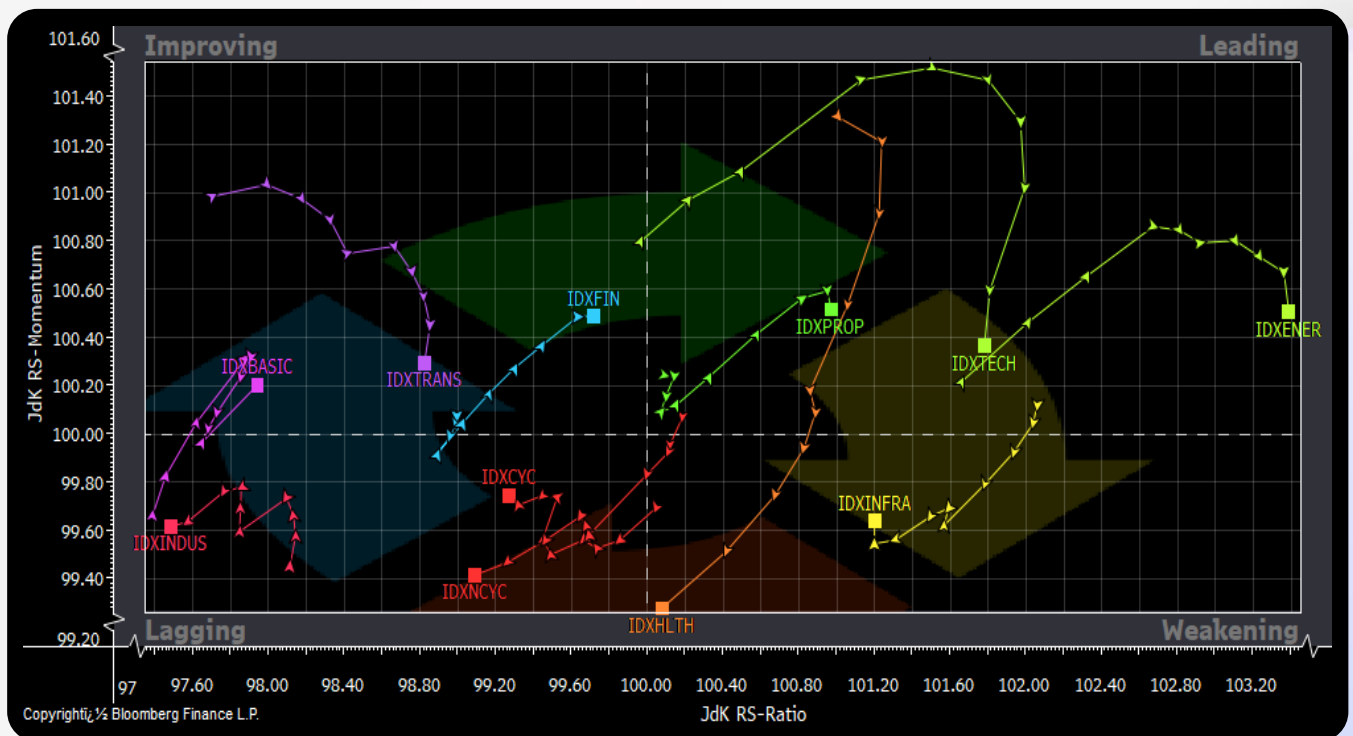 101.60
Improving
Leading
101.40
101.20
101.00
100.80
100.60
100.40
100.20
100.00
99.80
99.60
99.40
99.20
JdK RS-Momentum
IDXFIN
IDXPROP
IDXENER
IDXBASIC
IDXTRANS
IDXTECH
IDXCYC
IDXINFRA
IDXINDUS
IDXNCYC
IDXHLTH
Lagging
Weakening
97
97.60
98.00
98.40
98.80
99.20
99.60
100.00
100.40
100.80
101.20
101.60
102.00
102.40
102.80
103.20
Copyrightï¿½ Bloomberg Finance L.P.
JdK RS-Ratio